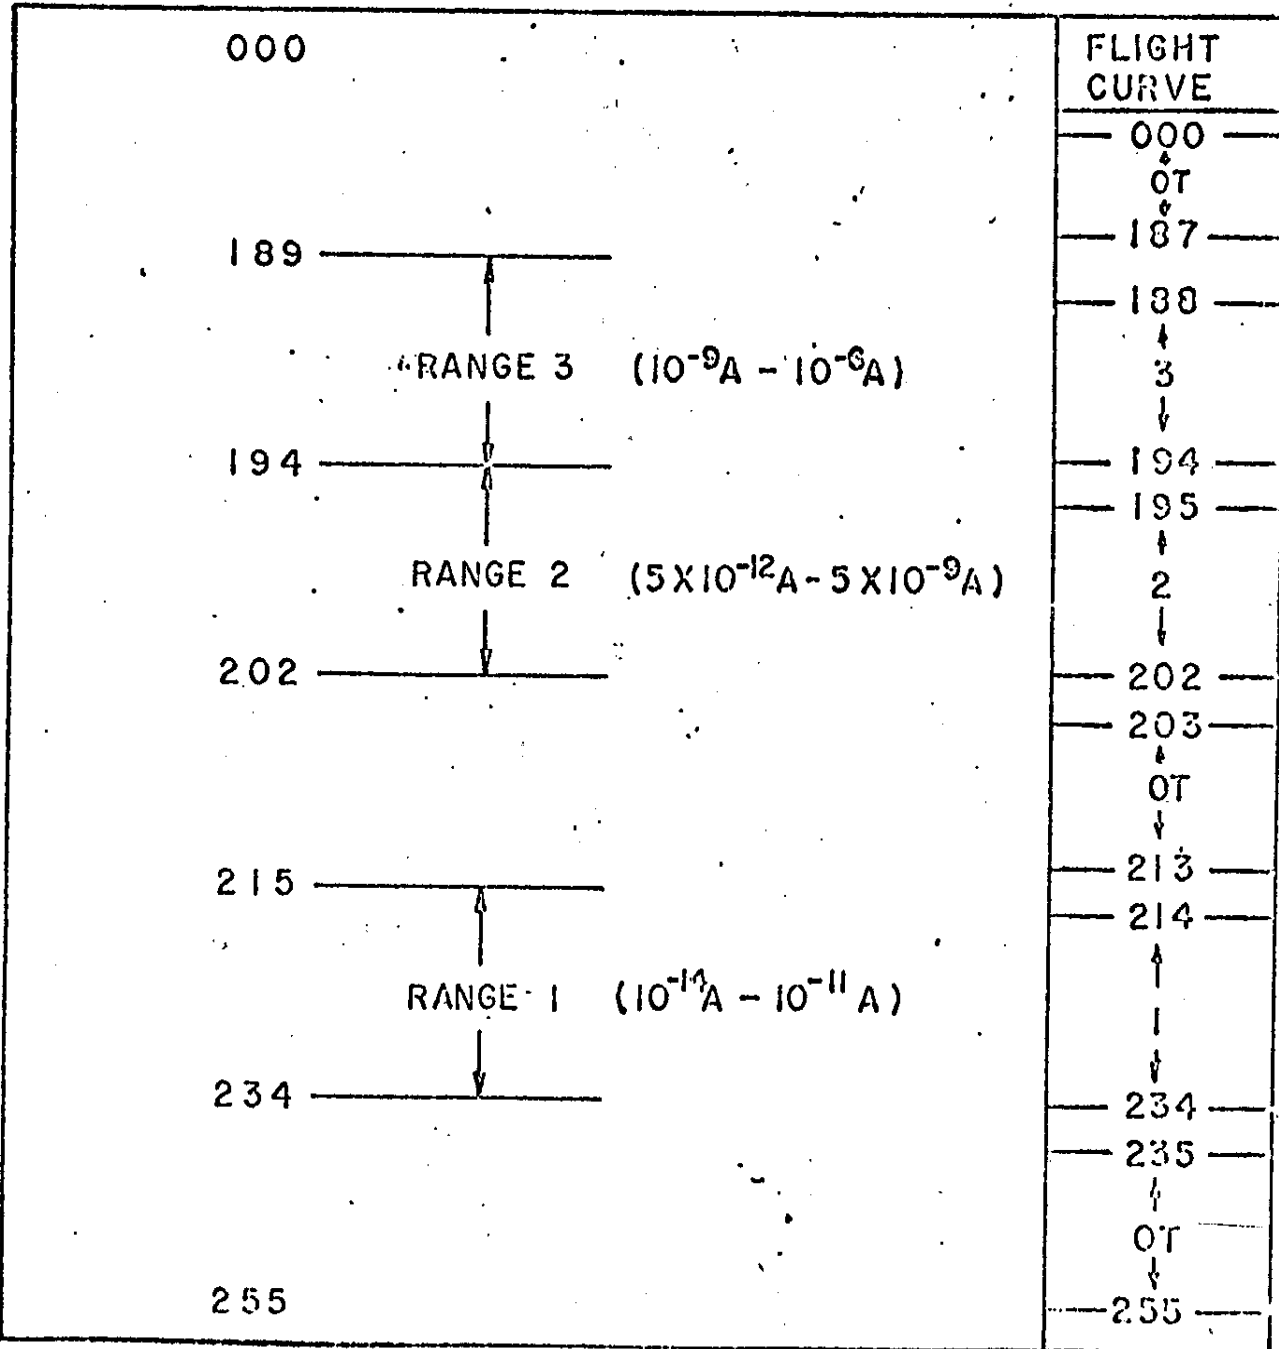 000
189
RANGE 3 (10⁻⁹A - 10⁻⁶A)
194
RANGE 2 (5X10⁻¹²A - 5X10⁻⁹A)
202
215
RANGE 1 (10⁻¹⁴A - 10⁻¹¹A)
234
255
FLIGHT
CURVE
000
OT
187
188
3
194
195
2
202
203
OT
213
214
1
234
235
OT
255